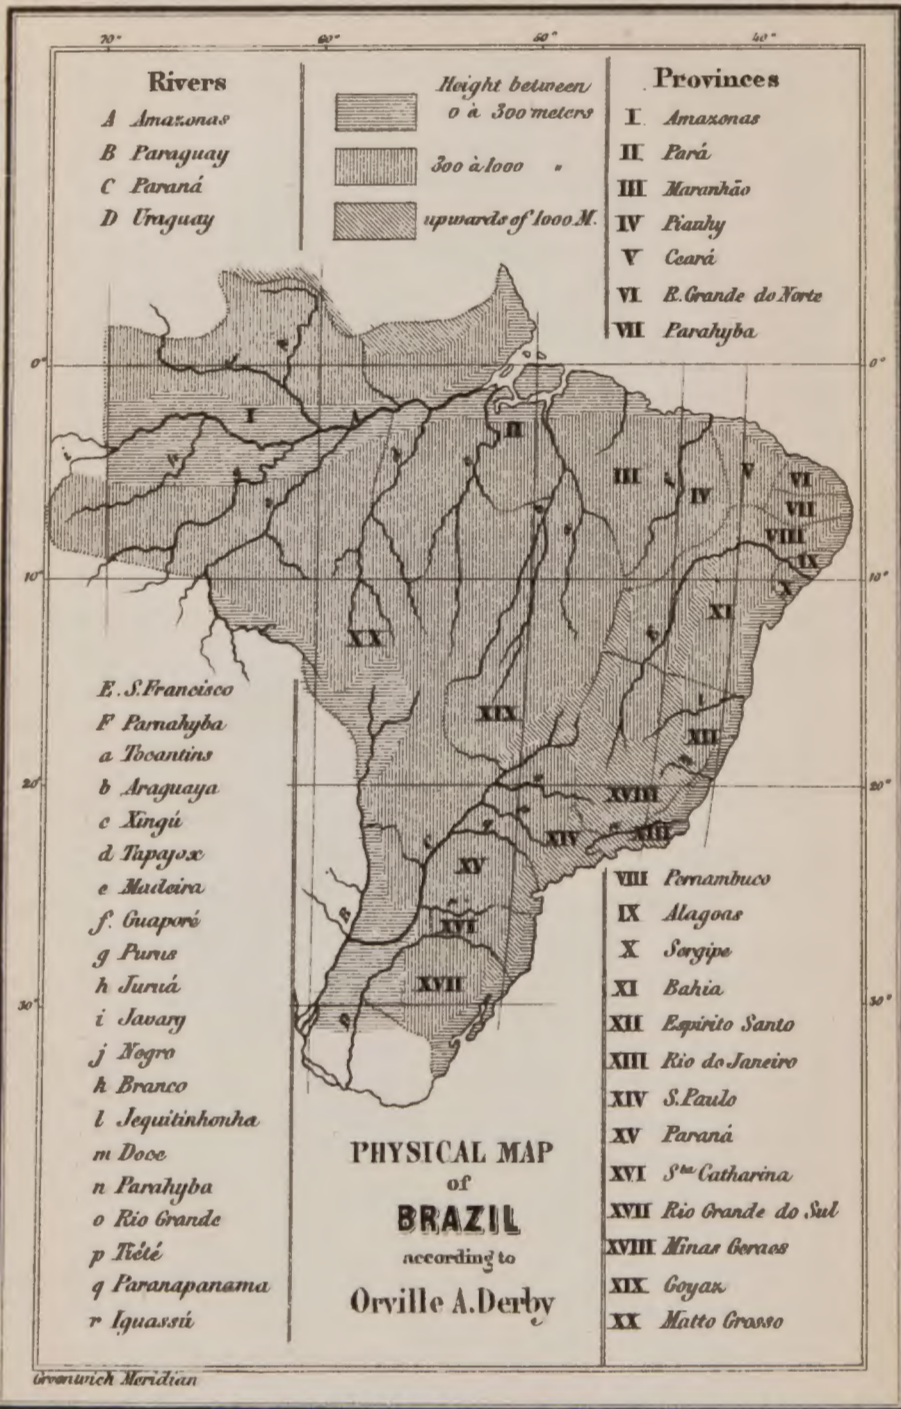 70°
60°
50°
40°
Rivers
A Amazonas
B Paraguay
C Paraná
D Uraguay
Height between
0 à 300 meters
300 à 1000 "
upwards of 1000 M.
Provinces
I Amazonas
II Pará
III Maranhão
IV Piauhy
V Ceará
VI R. Grande do Norte
VII Parahyba
0°
0°
10°
10°
20°
20°
30°
30°
I
A
II
III
IV
V
VI
VII
VIII
IX
X
XI
XII
XIII
XIV
XV
XVI
XVII
XVIII
XIX
XX
i
h
E
F
C
B
D
E. S. Francisco
F Parnahyba
a Tocantins
b Araguaya
c Xingú
d Tapajox
e Madeira
f. Guaporé
g Purus
h Juruá
i Javary
j Negro
k Branco
l Jequitinhonha
m Doce
n Parahyba
o Rio Grande
p Tiété
q Paranapanema
r Iguassú
VIII Pernambuco
IX Alagoas
X Sergipe
XI Bahia
XII Espirito Santo
XIII Rio de Janeiro
XIV S. Paulo
XV Paraná
XVI Sta Catharina
XVII Rio Grande do Sul
XVIII Minas Geraes
XIX Goyaz
XX Matto Grosso
PHYSICAL MAP
of
BRAZIL
according to
Orville A. Derby
Greenwich Meridian